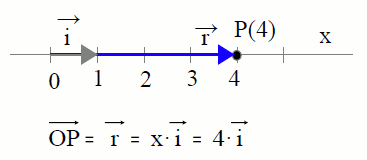 i r P(4) x
0 1 2 3 4
OP = r = x·i = 4·i